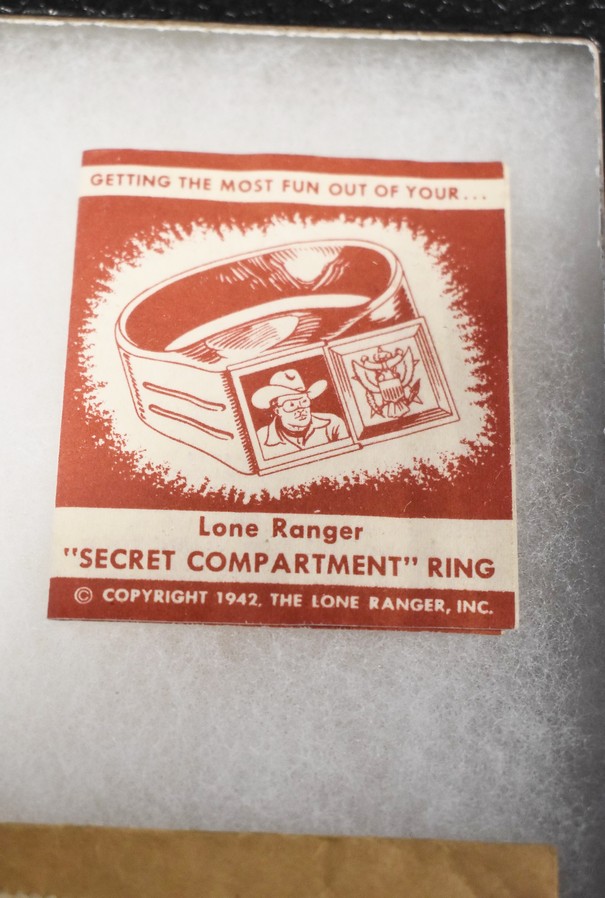 GETTING THE MOST FUN OUT OF YOUR...
Lone Ranger
"SECRET COMPARTMENT" RING
© COPYRIGHT 1942, THE LONE RANGER, INC.